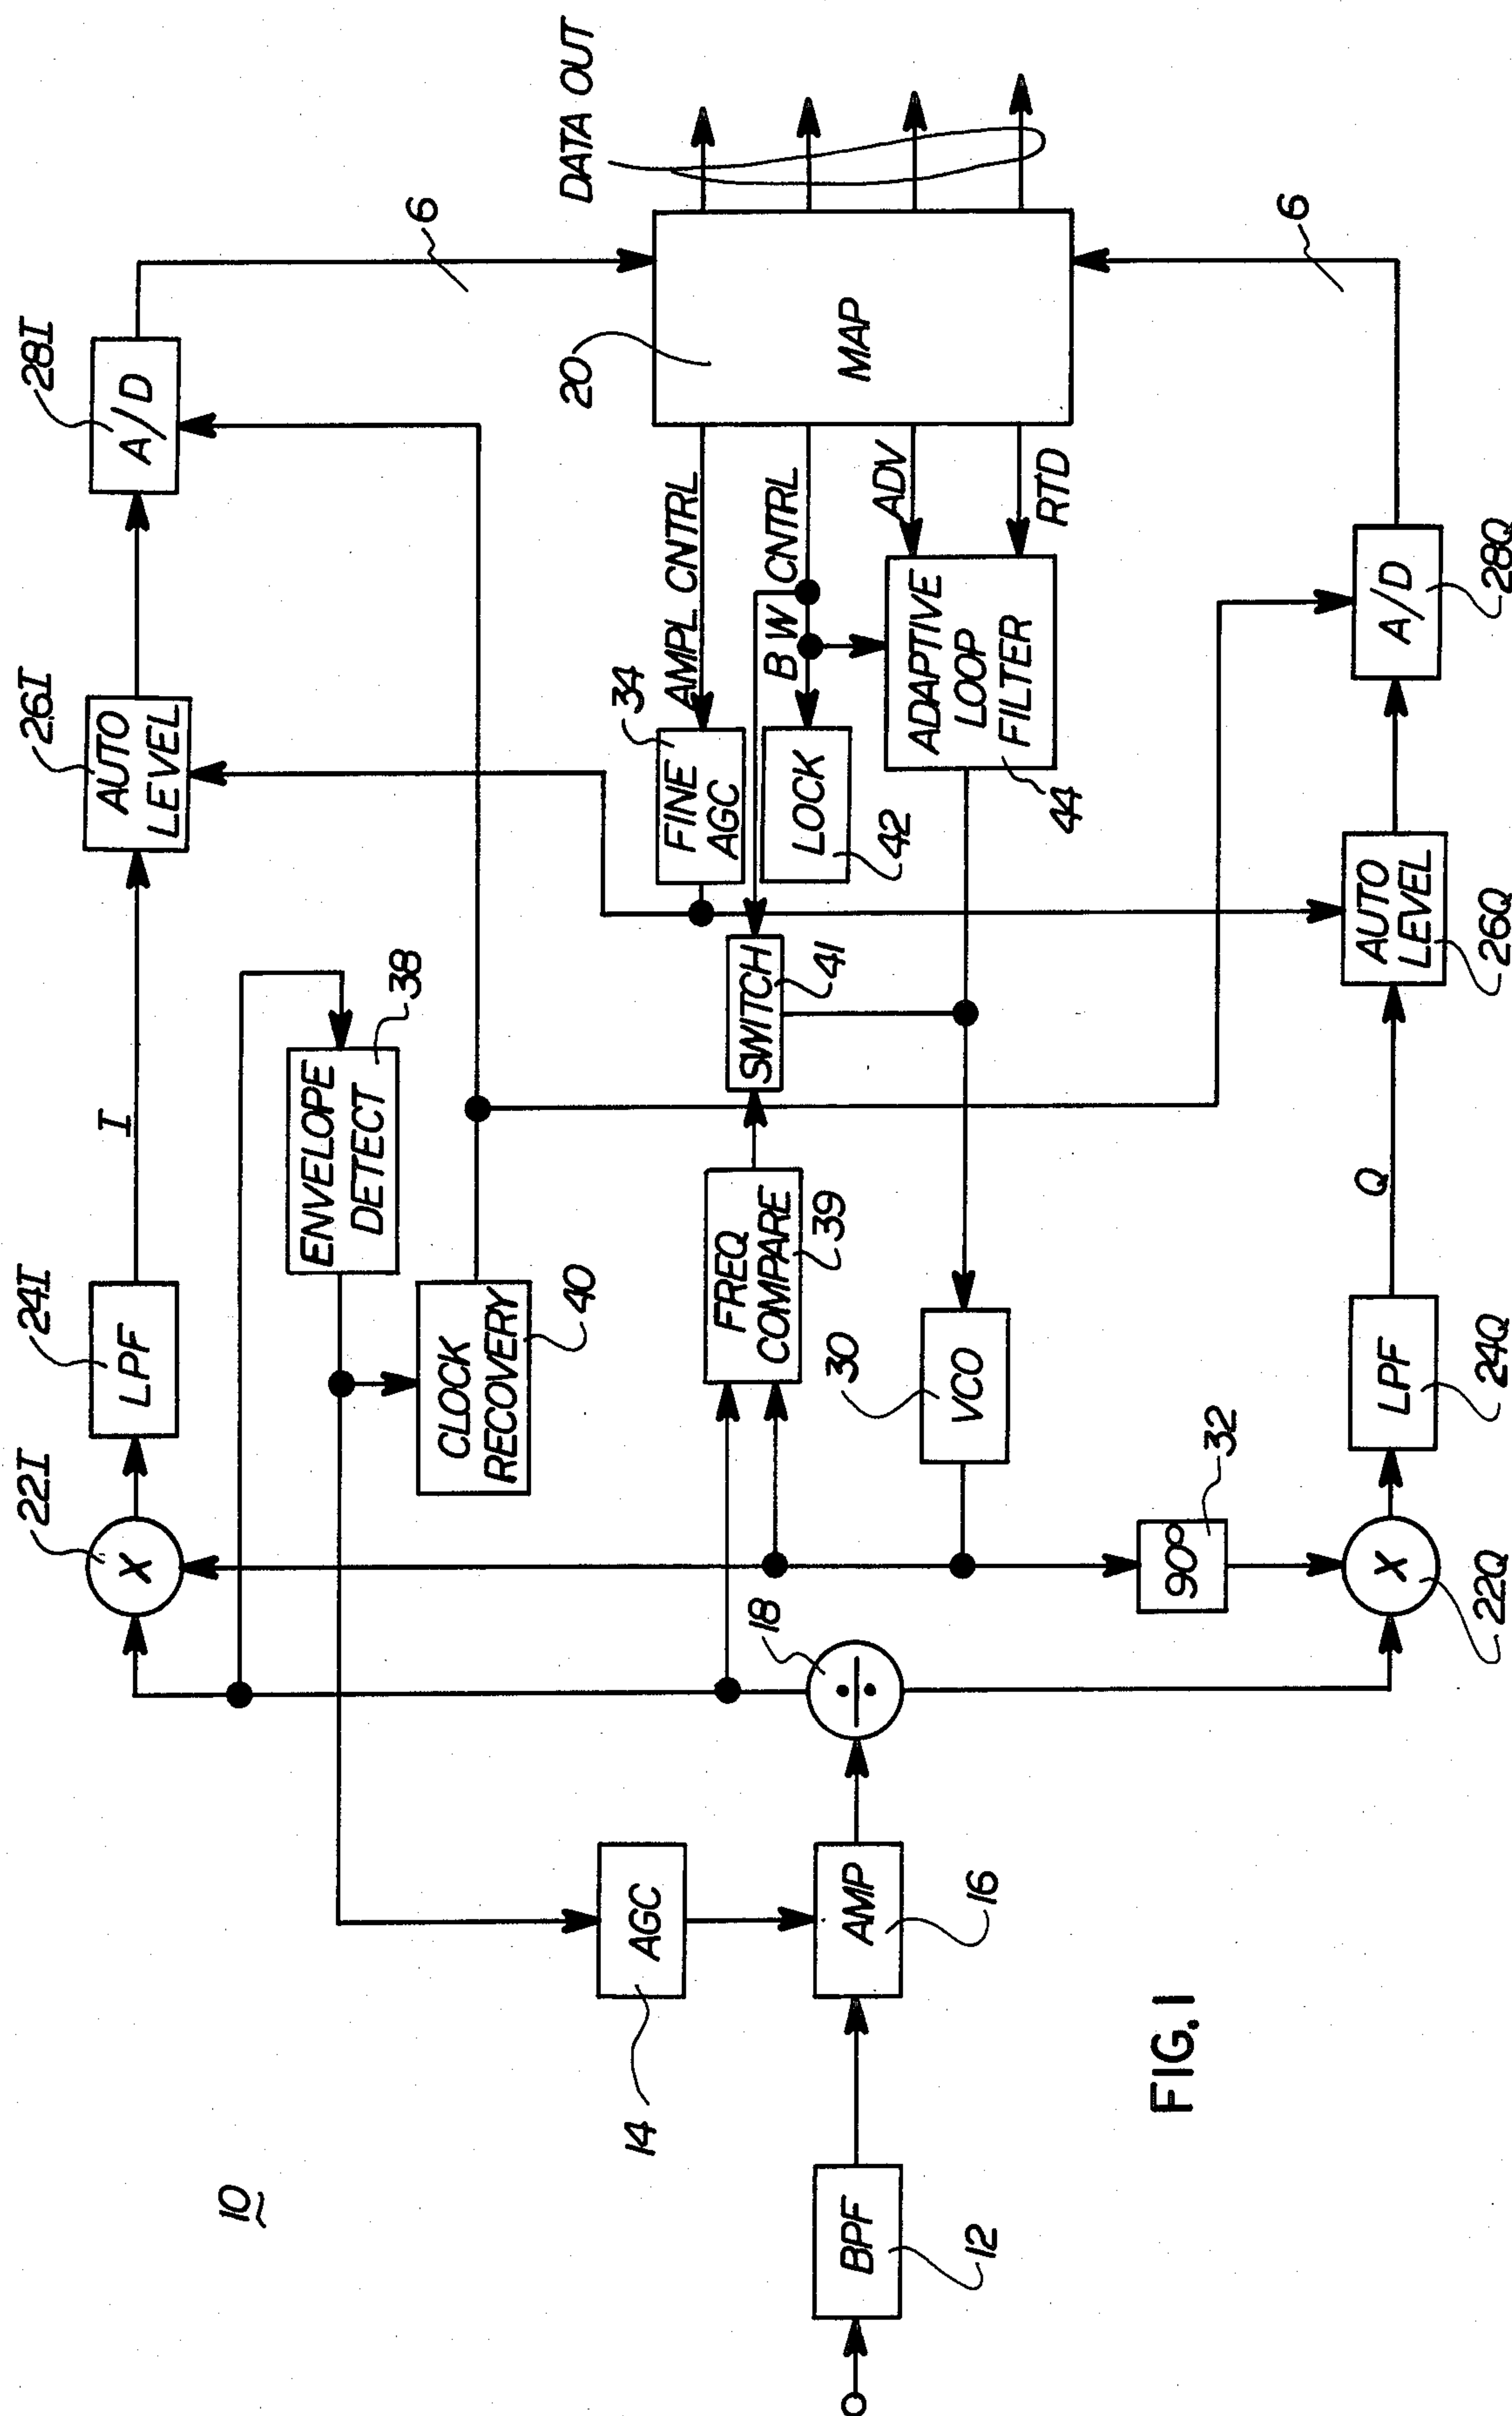 10
BPF
12
AGC
14
AMP
16
÷
18
X
22I
LPF
24I
I
AUTO
LEVEL
26I
A/D
28I
6
ENVELOPE
DETECT
38
CLOCK
RECOVERY
40
FREQ
COMPARE
39
SWITCH
41
FINE
AGC
34
AMPL CNTRL
LOCK
42
BW CNTRL
ADAPTIVE
LOOP
FILTER
44
ADV
RTD
MAP
20
DATA OUT
VCO
30
90°
32
X
22Q
LPF
24Q
Q
AUTO
LEVEL
26Q
A/D
28Q
6
FIG. 1